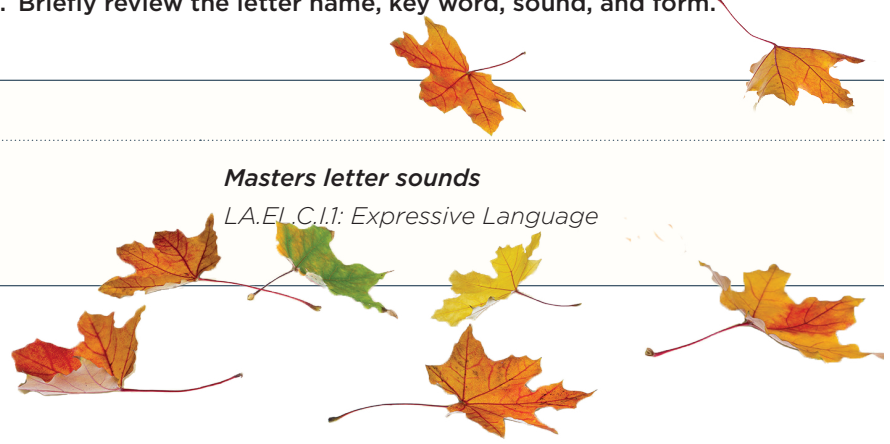 . Briefly review the letter name, key word, sound, and form.
Masters letter sounds
LA.EL.C.I.1: Expressive Language